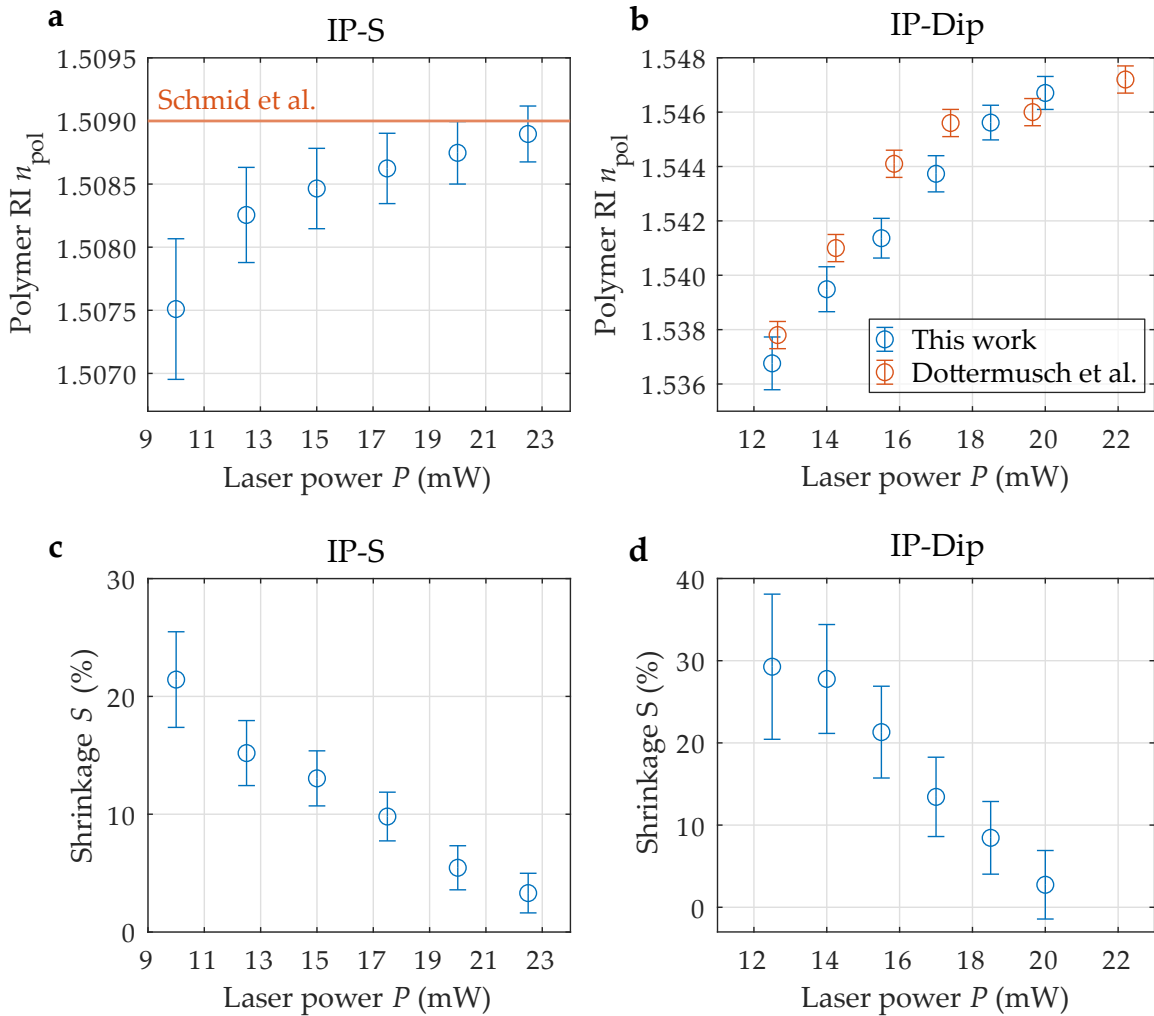 a
IP-S
1.5095
1.5090
1.5085
1.5080
1.5075
1.5070
Polymer RI n_pol
Schmid et al.
9 11 13 15 17 19 21 23
Laser power P (mW)
b
IP-Dip
1.548
1.546
1.544
1.542
1.540
1.538
1.536
Polymer RI n_pol
This work
Dottermusch et al.
12 14 16 18 20 22
Laser power P (mW)
c
IP-S
30
20
10
0
Shrinkage S (%)
9 11 13 15 17 19 21 23
Laser power P (mW)
d
IP-Dip
40
30
20
10
0
Shrinkage S (%)
12 14 16 18 20 22
Laser power P (mW)